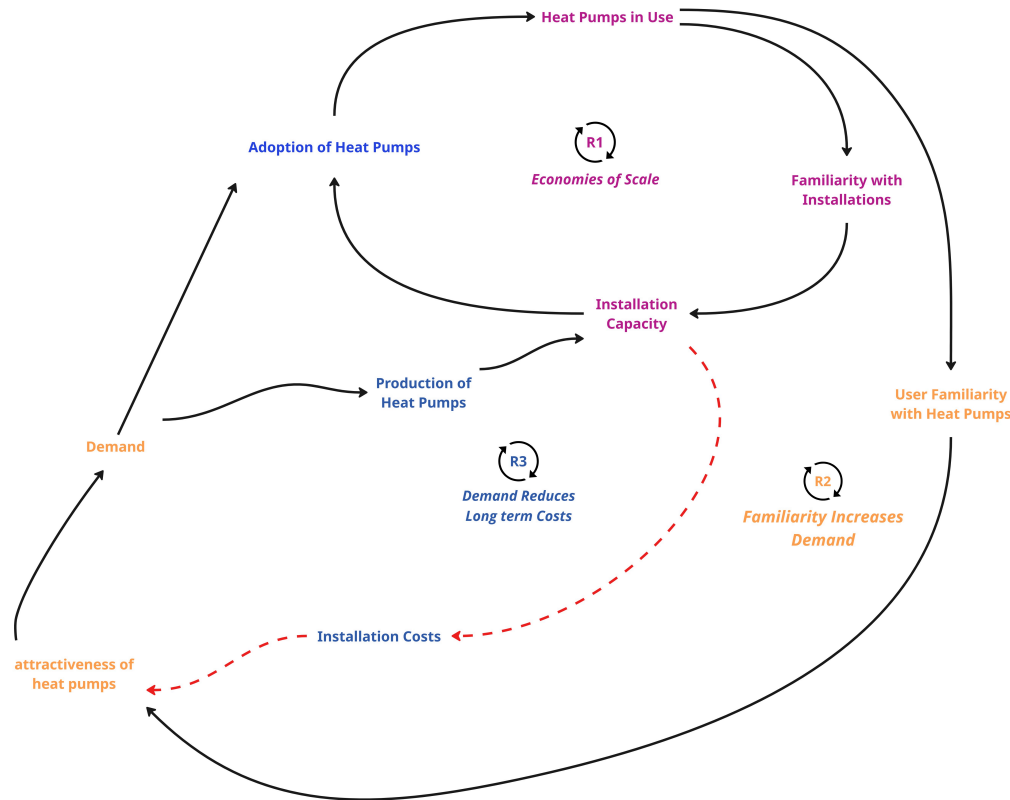 Heat Pumps in Use
Adoption of Heat Pumps
R1
Economies of Scale
Familiarity with
Installations
Installation
Capacity
Production of
Heat Pumps
User Familiarity
with Heat Pumps
Demand
R3
Demand Reduces
Long term Costs
R2
Familiarity Increases
Demand
Installation Costs
attractiveness of
heat pumps